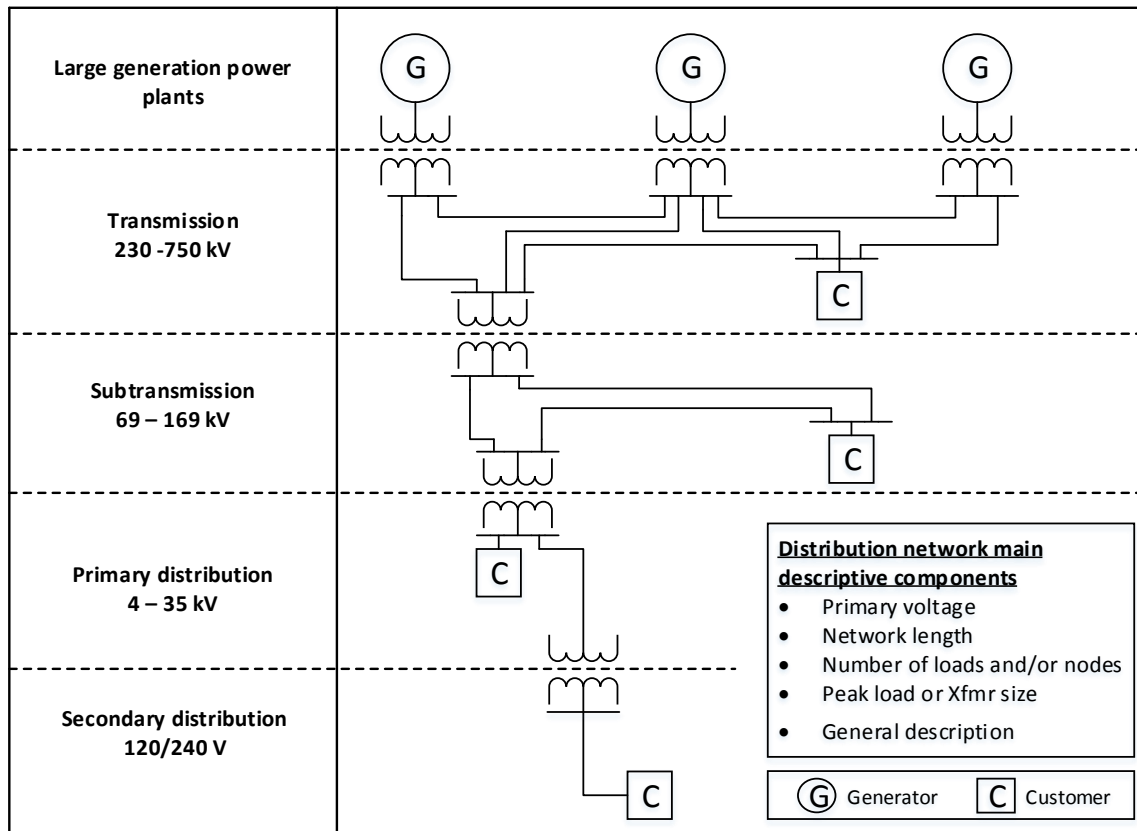 Large generation power
plants
G
G
G
Transmission
230 -750 kV
C
Subtransmission
69 – 169 kV
C
Primary distribution
4 – 35 kV
C
Distribution network main
descriptive components
• Primary voltage
• Network length
• Number of loads and/or nodes
• Peak load or Xfmr size
• General description
Secondary distribution
120/240 V
C
G Generator
C Customer